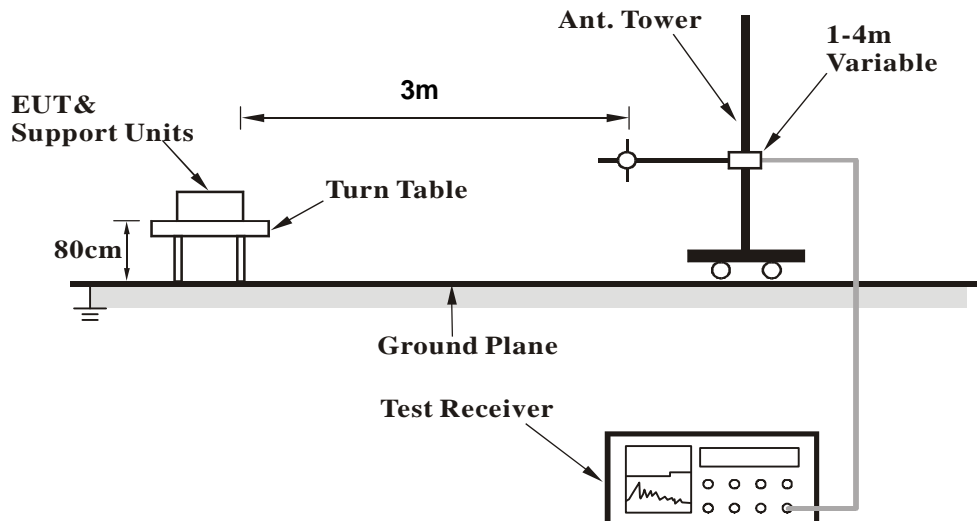 Ant. Tower
1-4m
Variable
3m
EUT&
Support Units
Turn Table
80cm
Ground Plane
Test Receiver